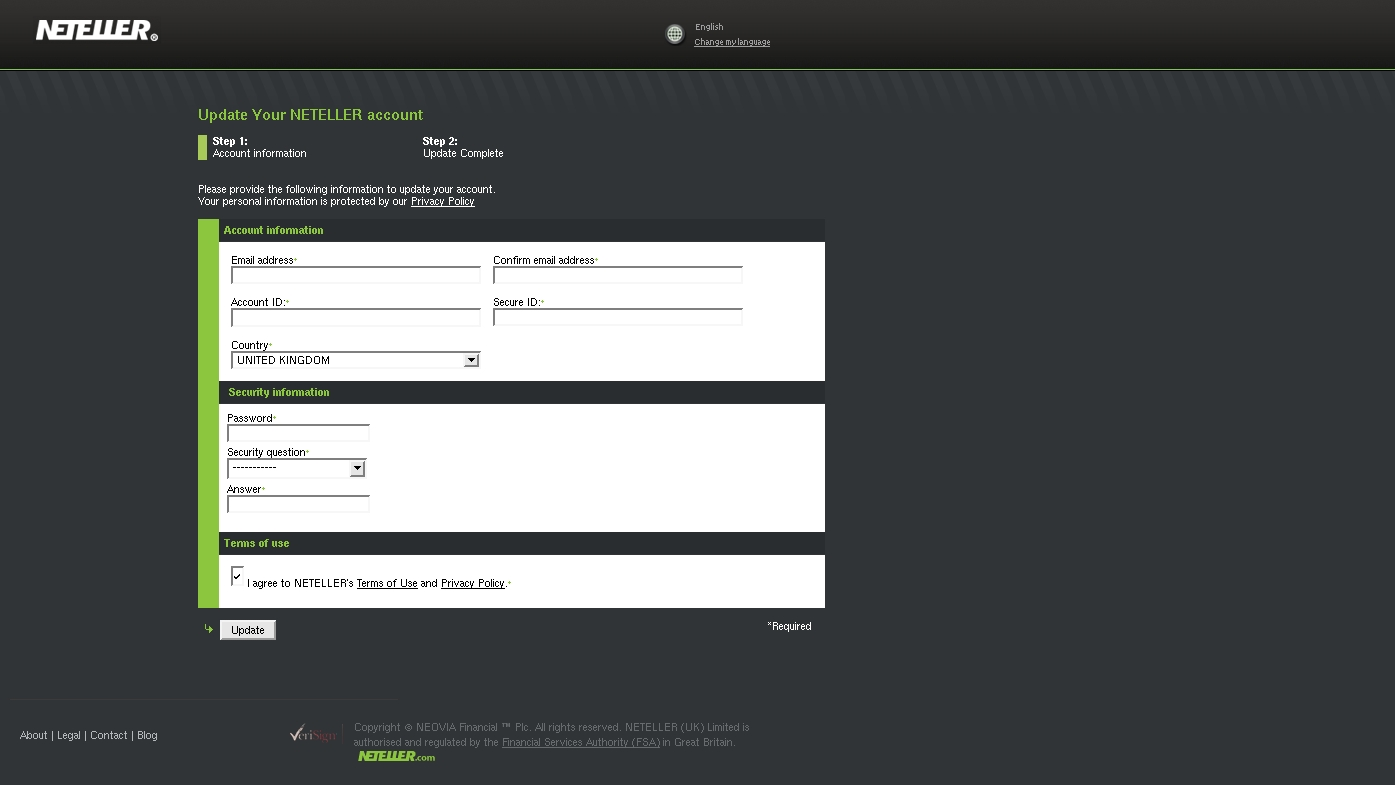 NETELLER®
English
Change my language
Update Your NETELLER account
Step 1:
Account information
Step 2:
Update Complete
Please provide the following information to update your account.
Your personal information is protected by our Privacy Policy
Account information
Email address*
Confirm email address*
Account ID:*
Secure ID:*
Country*
UNITED KINGDOM
Security information
Password*
Security question*
-----------
Answer*
Terms of use
I agree to NETELLER's Terms of Use and Privacy Policy.*
Update
*Required
About | Legal | Contact | Blog
VeriSign
Copyright © NEOVIA Financial ™ Plc. All rights reserved. NETELLER (UK) Limited is
authorised and regulated by the Financial Services Authority (FSA) in Great Britain.
NETELLER.com